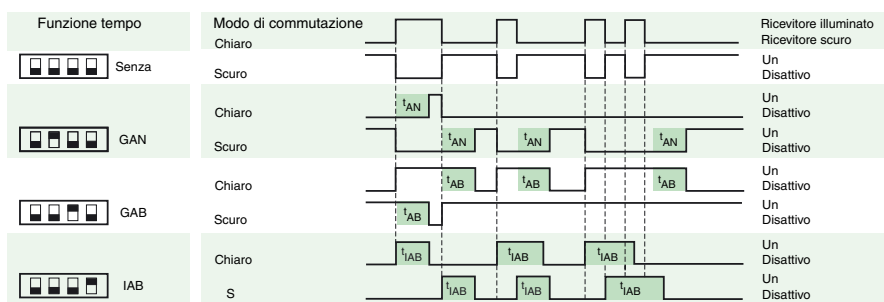 Funzione tempo
Modo di commutazione
Ricevitore illuminato
Chiaro
Ricevitore scuro
Senza
Scuro
Un
Disattivo
tAN
Chiaro
Un
Disattivo
GAN
Scuro
tAN tAN tAN
Un
Disattivo
Chiaro
tAB tAB tAB
Un
Disattivo
GAB
Scuro
tAB
Un
Disattivo
Chiaro
tIAB tIAB tIAB
Un
Disattivo
IAB
S
tIAB tIAB tIAB
Un
Disattivo